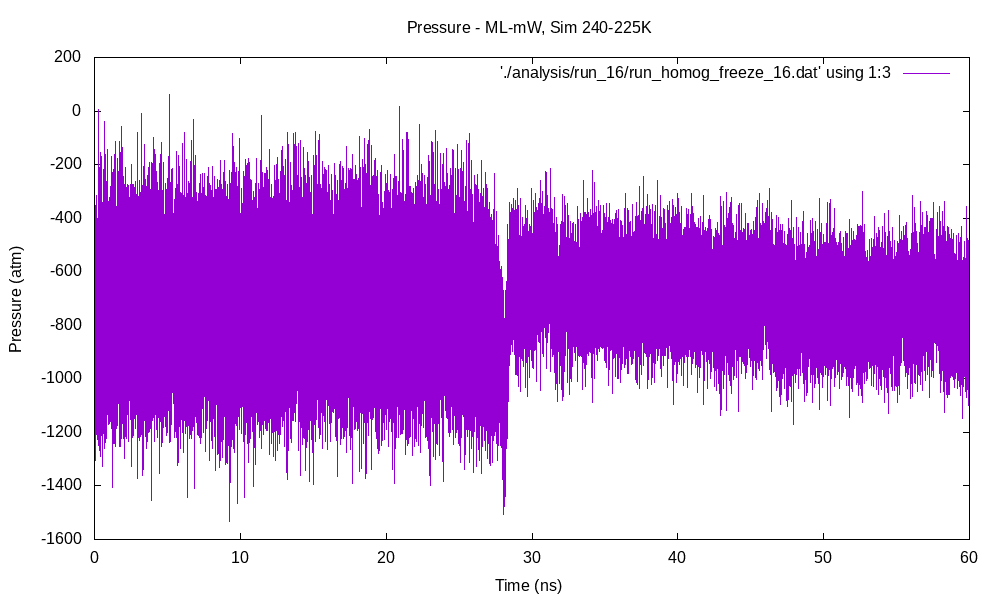 Pressure - ML-mW, Sim 240-225K
'./analysis/run_16/run_homog_freeze_16.dat' using 1:3
200
0
-200
-400
-600
-800
-1000
-1200
-1400
-1600
Pressure (atm)
0 10 20 30 40 50 60
Time (ns)